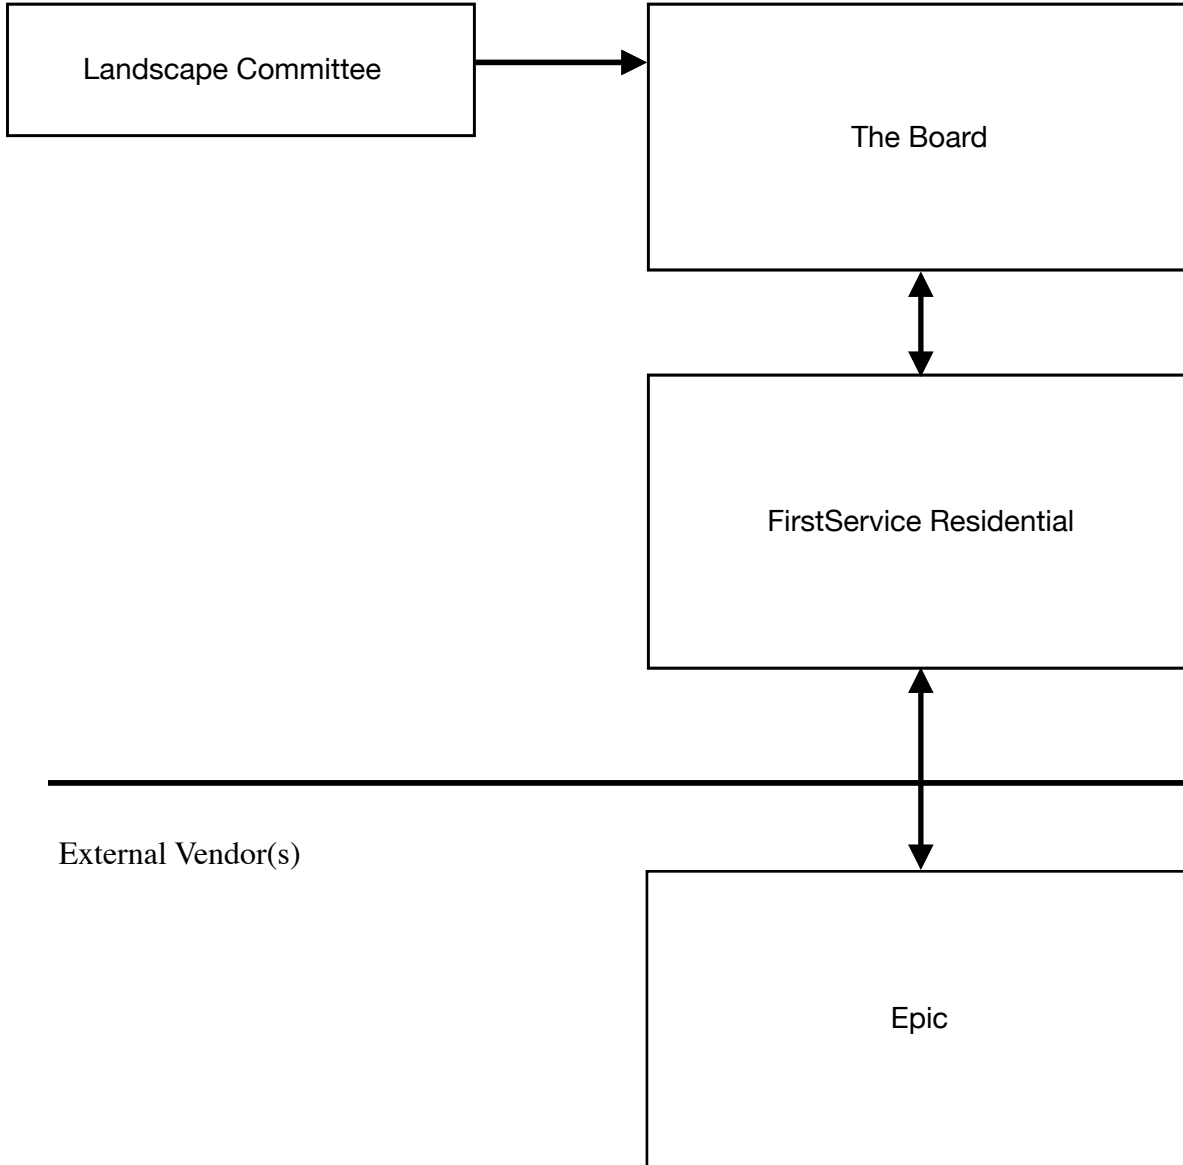 Landscape Committee
The Board
FirstService Residential
External Vendor(s)
Epic